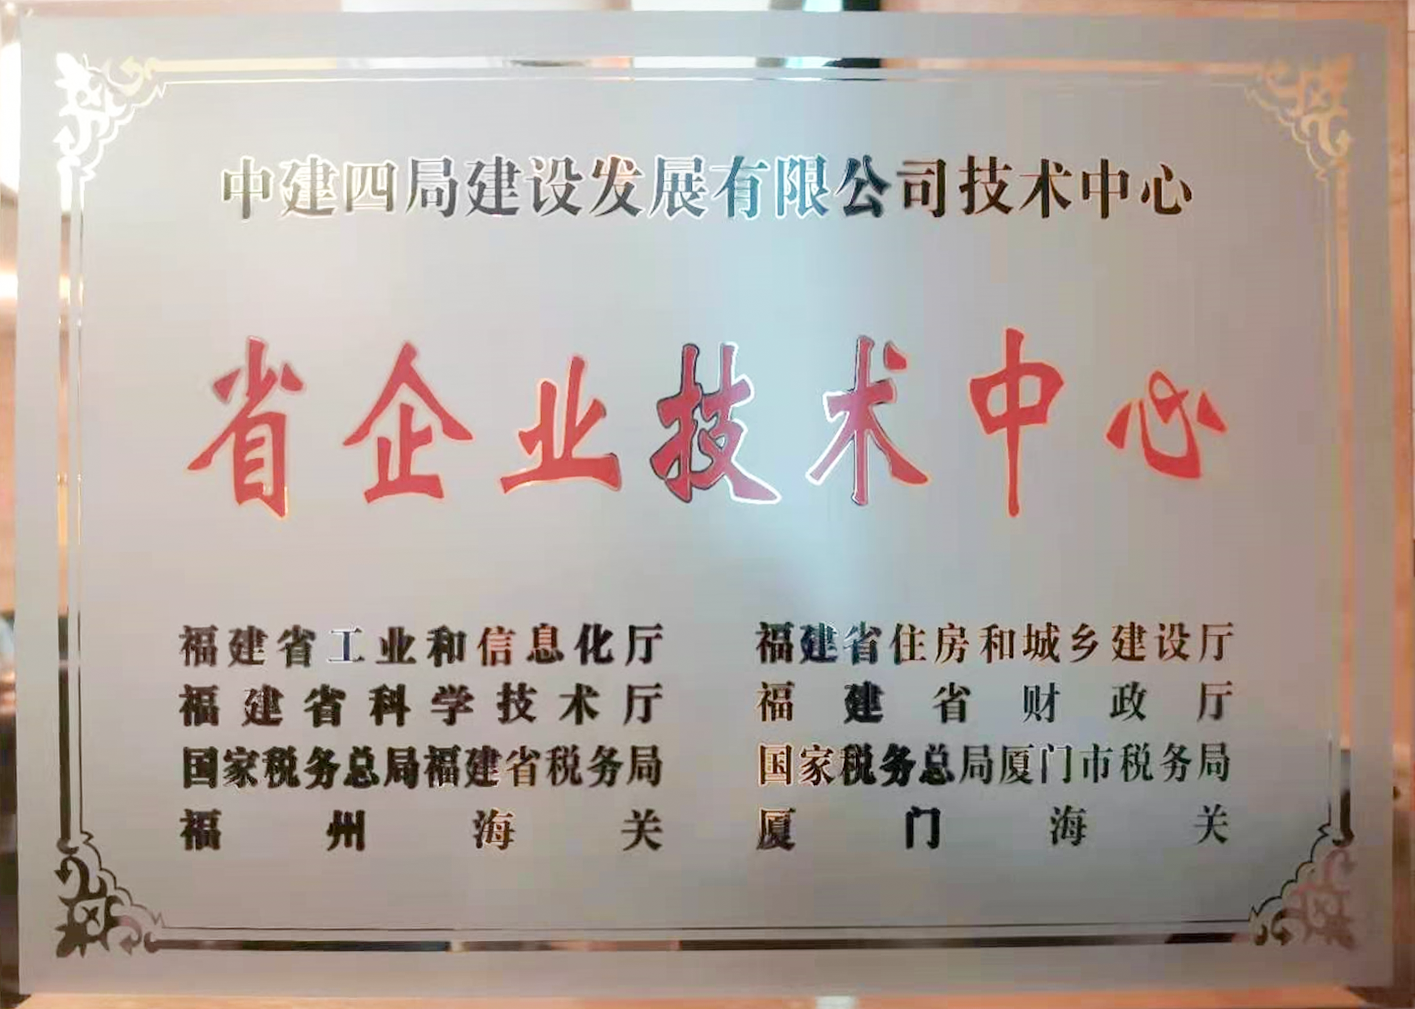 中建四局建设发展有限公司技术中心
省企业技术中心
福建省工业和信息化厅 福建省住房和城乡建设厅
福建省科学技术厅 福建省财政厅
国家税务总局福建省税务局 国家税务总局厦门市税务局
福州海关 厦门海关